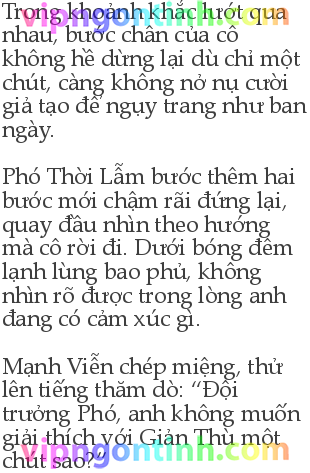 Trong khoảnh khắc lướt qua
nhau, bước chân của cô
không hề dừng lại dù chỉ một
chút, càng không nở nụ cười
giả tạo để ngụy trang như ban
ngày.
Phó Thời Lẫm bước thêm hai
bước mới chậm rãi đứng lại,
quay đầu nhìn theo hướng
mà cô rời đi. Dưới bóng đêm
lạnh lùng bao phủ, không
nhìn rõ được trong lòng anh
đang có cảm xúc gì.
Mạnh Viễn chép miệng, thử
lên tiếng thăm dò: “Đội
trưởng Phó, anh không muốn
giải thích với Giản Thù một
chút sao?”
vipngontinh.com
vipngontinh.com